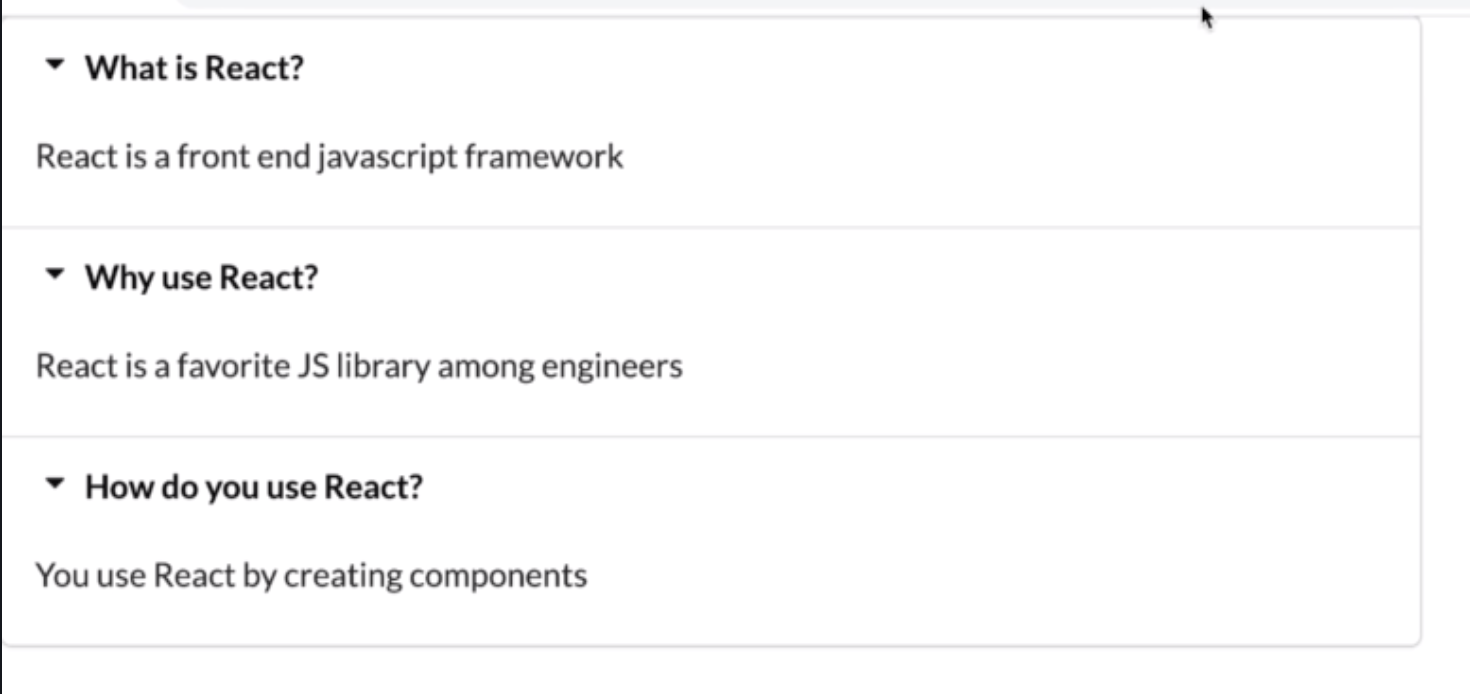 What is React?
React is a front end javascript framework
Why use React?
React is a favorite JS library among engineers
How do you use React?
You use React by creating components